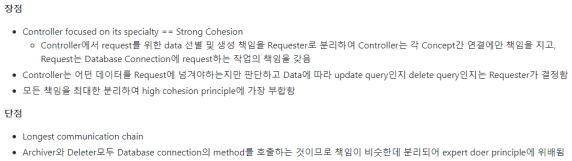 장점
Controller focused on its specialty == Strong Cohesion
Controller에서 request를 위한 data 선별 및 생성 책임을 Requester로 분리하여 Controller는 각 Concept간 연결에만 책임을 지고,
Request는 Database Connection에 request하는 작업의 책임을 갖음
Controller는 어떤 데이터를 Request에 넘겨야하는지만 판단하고 Data에 따라 update query인지 delete query인지는 Requester가 결정함
모든 책임을 최대한 분리하여 high cohesion principle에 가장 부합함
단점
Longest communication chain
Archiver와 Deleter모두 Database connection의 method를 호출하는 것이므로 책임이 비슷한데 분리되어 expert doer principle에 위배됨